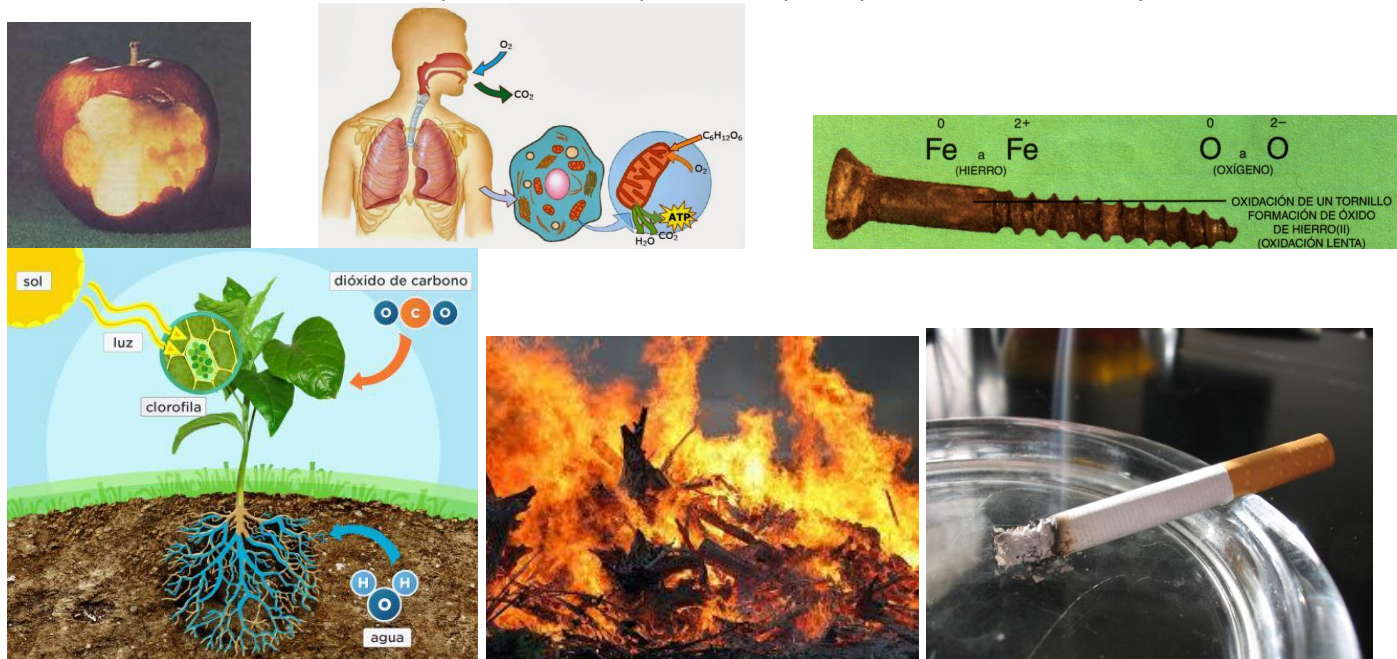 O2
CO2
C6H12O6
O2
ATP
CO2
H2O
0 2+ 0 2–
Fe a Fe O a O
(HIERRO) (OXÍGENO)
OXIDACIÓN DE UN TORNILLO
FORMACIÓN DE ÓXIDO
DE HIERRO(II)
(OXIDACIÓN LENTA)
sol
dióxido de carbono
O C O
luz
clorofila
H H
O
agua